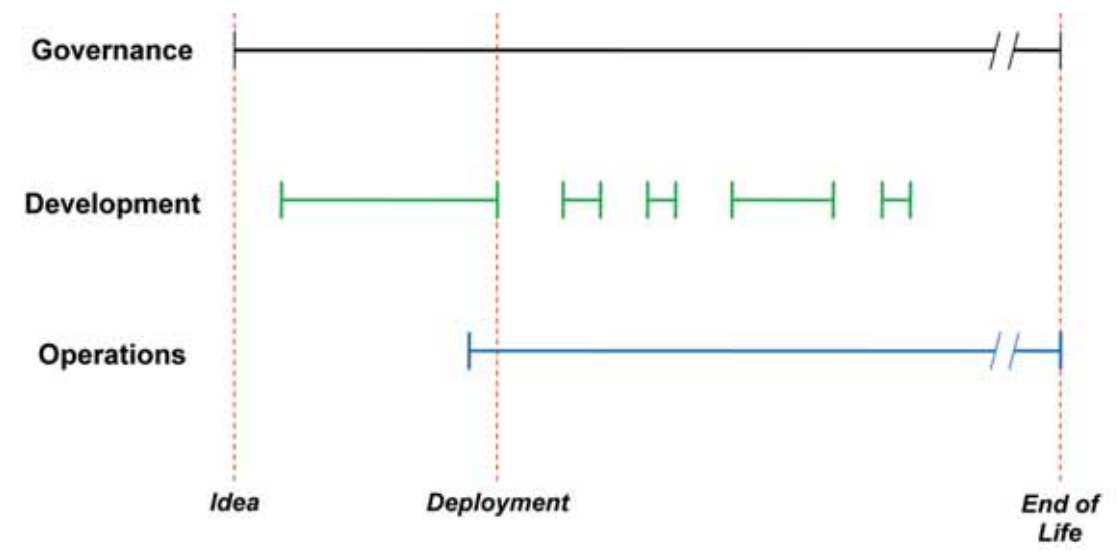 Governance
Development
Operations
Idea
Deployment
End of
Life